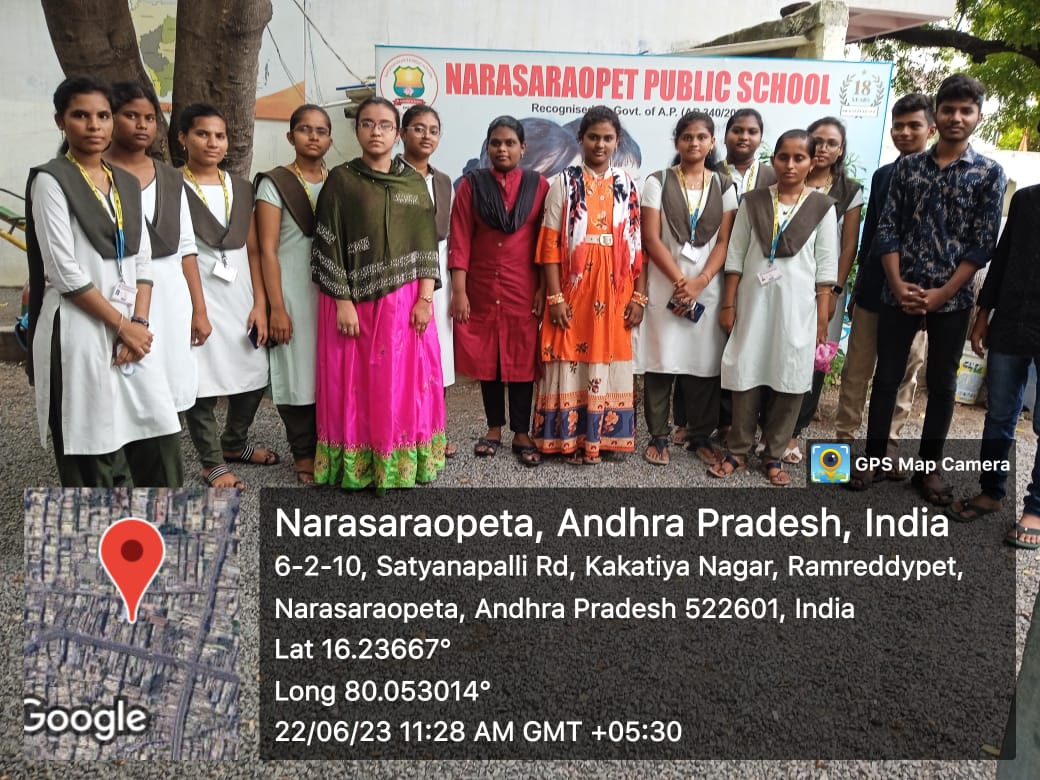 NARASARAOPET PUBLIC SCHOOL
18
YEARS
Govt. of A.P.
GPS Map Camera
Narasaraopeta, Andhra Pradesh, India
6-2-10, Satyanapalli Rd, Kakatiya Nagar, Ramreddypet,
Narasaraopeta, Andhra Pradesh 522601, India
Lat 16.23667°
Long 80.053014°
22/06/23 11:28 AM GMT +05:30
Google